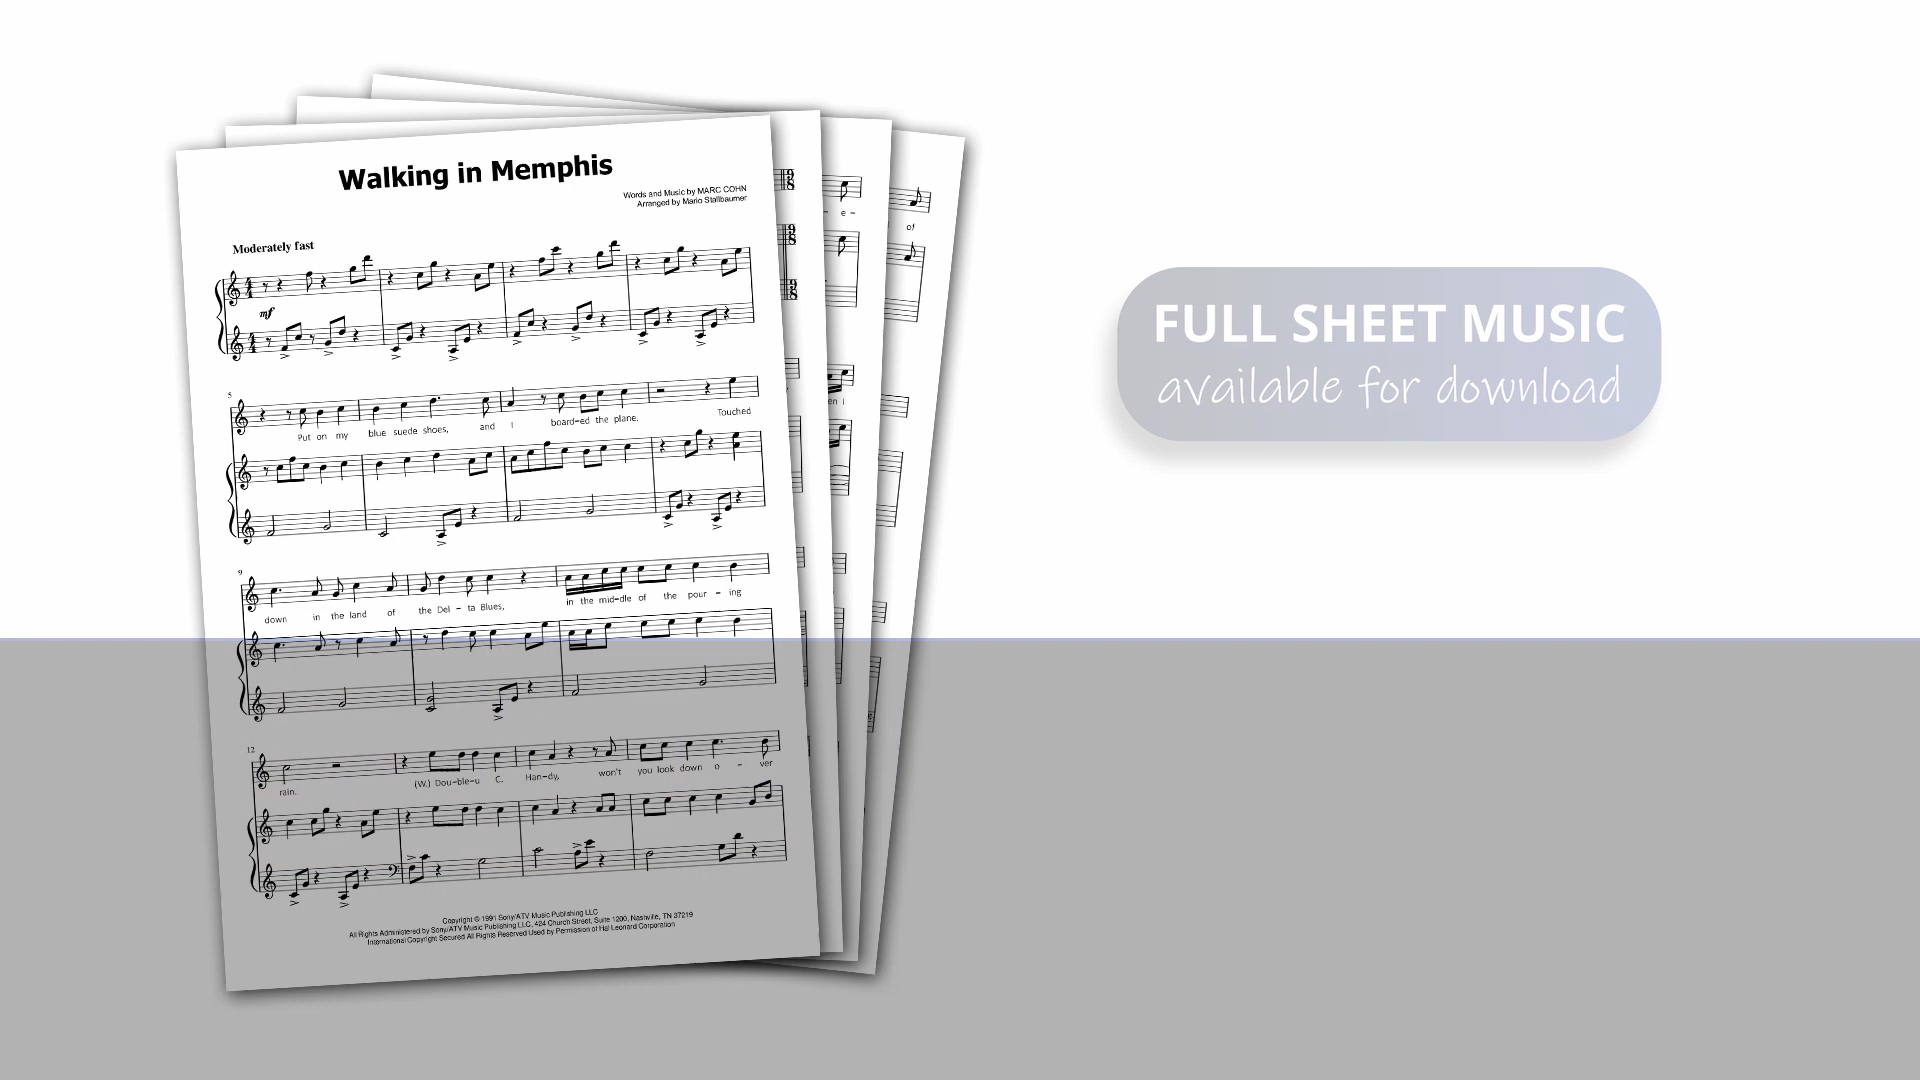 Walking in Memphis
Words and Music by MARC COHN
Arranged by Mario Stallbaumer
Moderately fast
mf
5
Put on my blue suede shoes, and I board-ed the plane. Touched
9
down in the land of the Del - ta Blues, in the mid-dle of the pour - ing
12
rain. (W.) Dou-ble-u C. Han-dy, won't you look down o - ver
Copyright © 1991 Sony/ATV Music Publishing LLC
All Rights Administered by Sony/ATV Music Publishing LLC, 424 Church Street, Suite 1200, Nashville, TN 37219
International Copyright Secured All Rights Reserved Used by Permission of Hal Leonard Corporation
- e -
of
FULL SHEET MUSIC
available for download